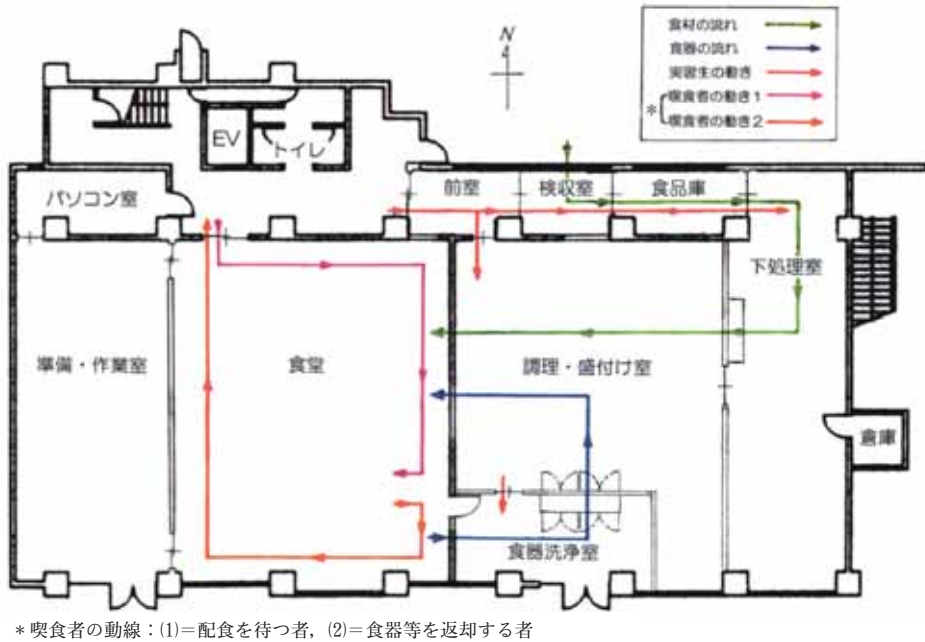 食材の流れ
食器の流れ
実習生の動き
*
喫食者の動き1
喫食者の動き2
N
4
EV
トイレ
パソコン室
前室
検収室
食品庫
下処理室
準備・作業室
食堂
調理・盛付け室
倉庫
食器洗浄室
*喫食者の動線:(1)=配食を待つ者,(2)=食器等を返却する者